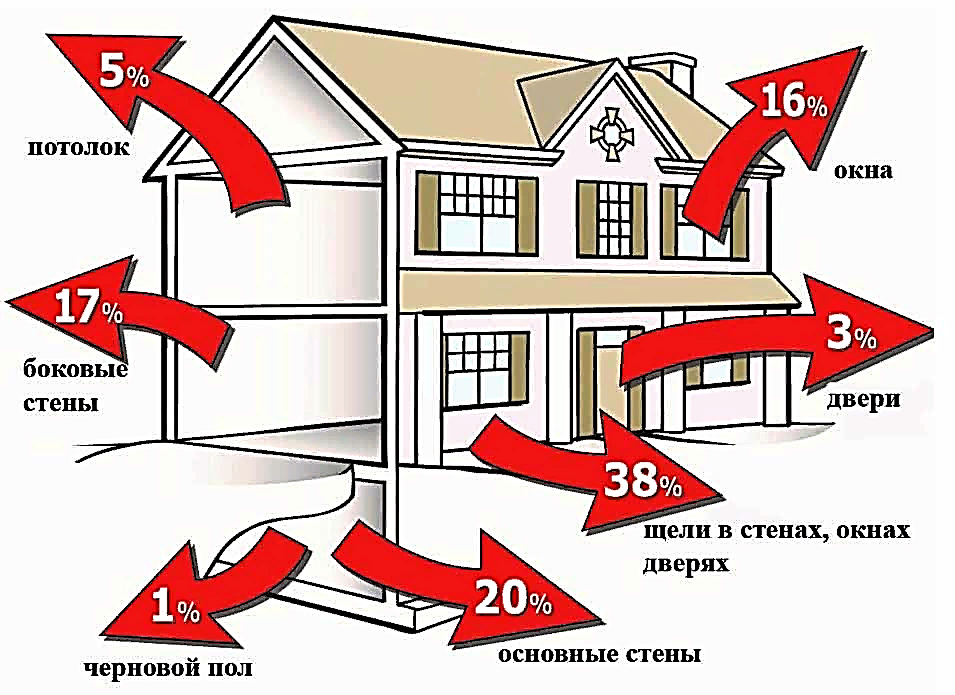 5%
потолок
16%
окна
17%
боковые
стены
3%
двери
38%
щели в стенах, окнах
дверях
1%
черновой пол
20%
основные стены